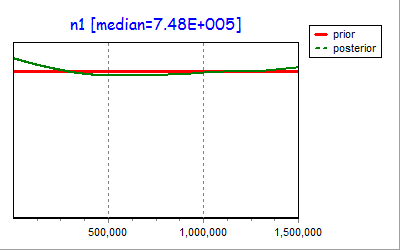 n1 [median=7.48E+005]
prior
posterior
500,000
1,000,000
1,500,000